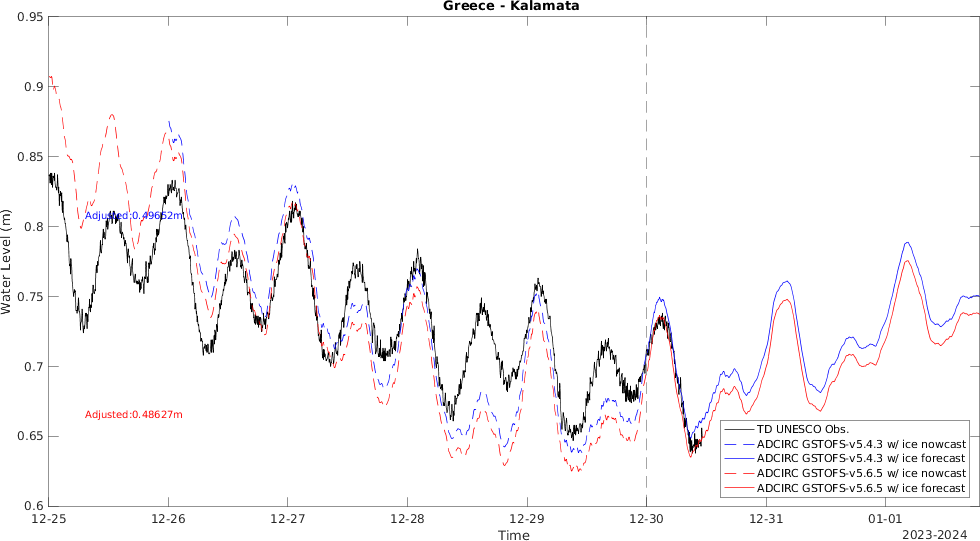 Greece - Kalamata
0.95
0.9
0.85
0.8
0.75
0.7
0.65
0.6
Water Level (m)
Adjusted:0.49652m
Adjusted:0.48627m
TD UNESCO Obs.
ADCIRC GSTOFS-v5.4.3 w/ ice nowcast
ADCIRC GSTOFS-v5.4.3 w/ ice forecast
ADCIRC GSTOFS-v5.6.5 w/ ice nowcast
ADCIRC GSTOFS-v5.6.5 w/ ice forecast
12-25 12-26 12-27 12-28 12-29 12-30 12-31 01-01
Time
2023-2024